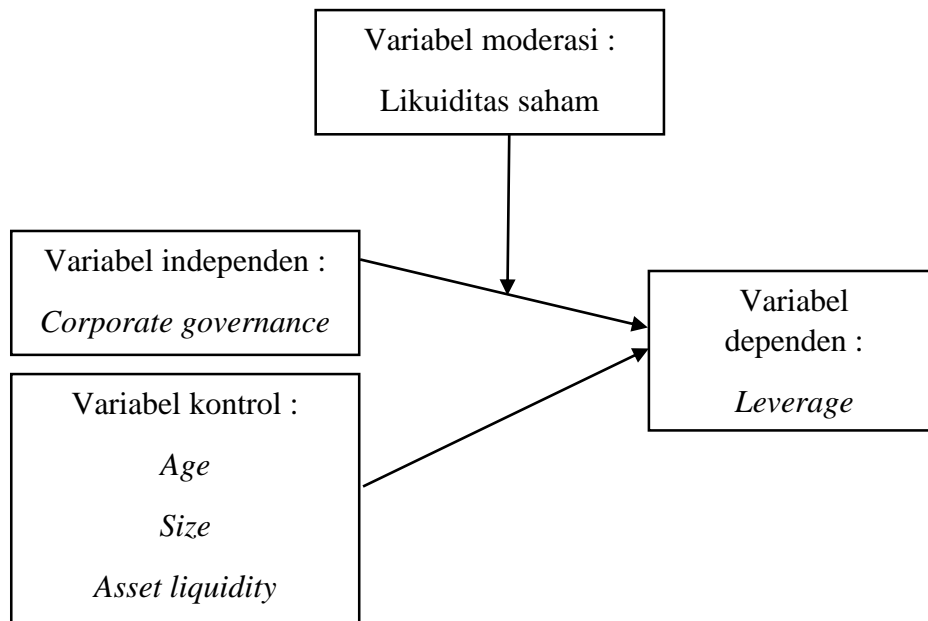 Variabel moderasi :
Likuiditas saham
Variabel independen :
Corporate governance
Variabel
dependen :
Leverage
Variabel kontrol :
Age
Size
Asset liquidity